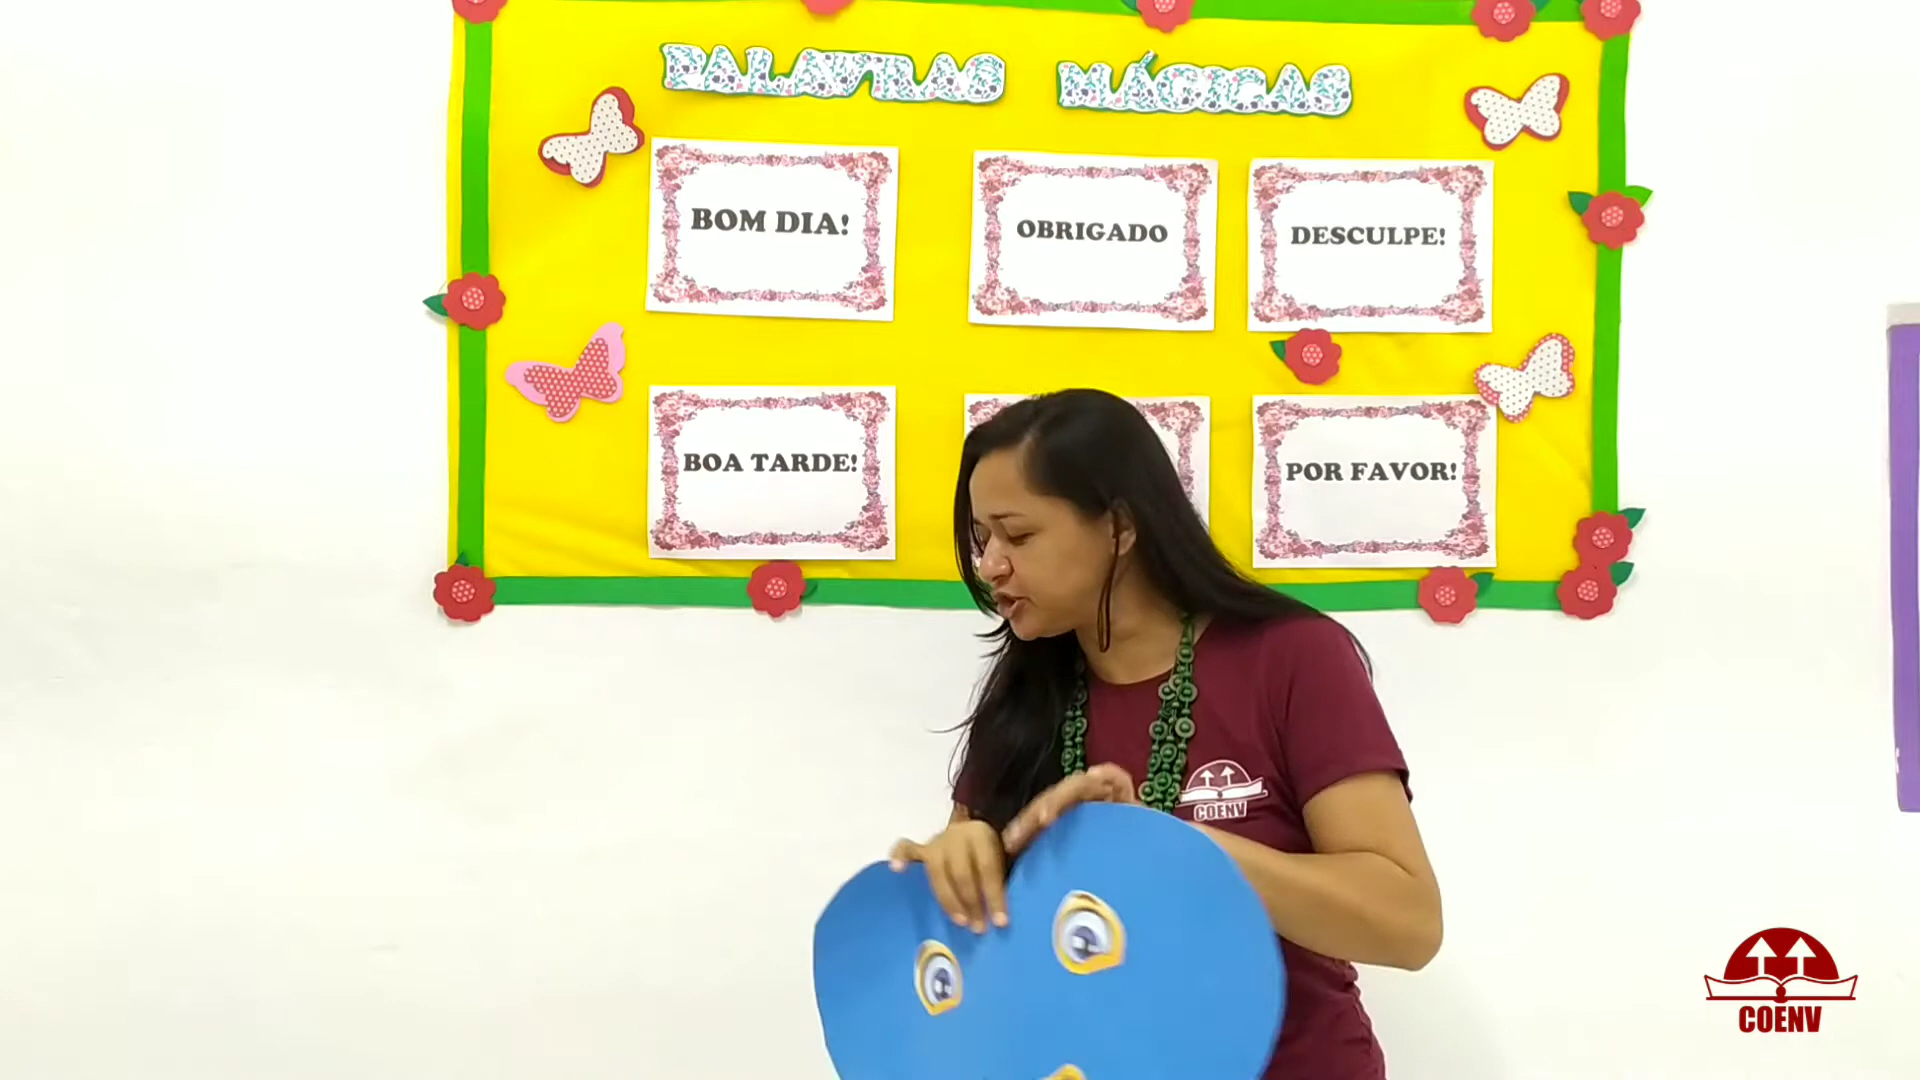 PALAVRAS MÁGICAS
BOM DIA!
OBRIGADO
DESCULPE!
BOA TARDE!
POR FAVOR!
COENV
COENV